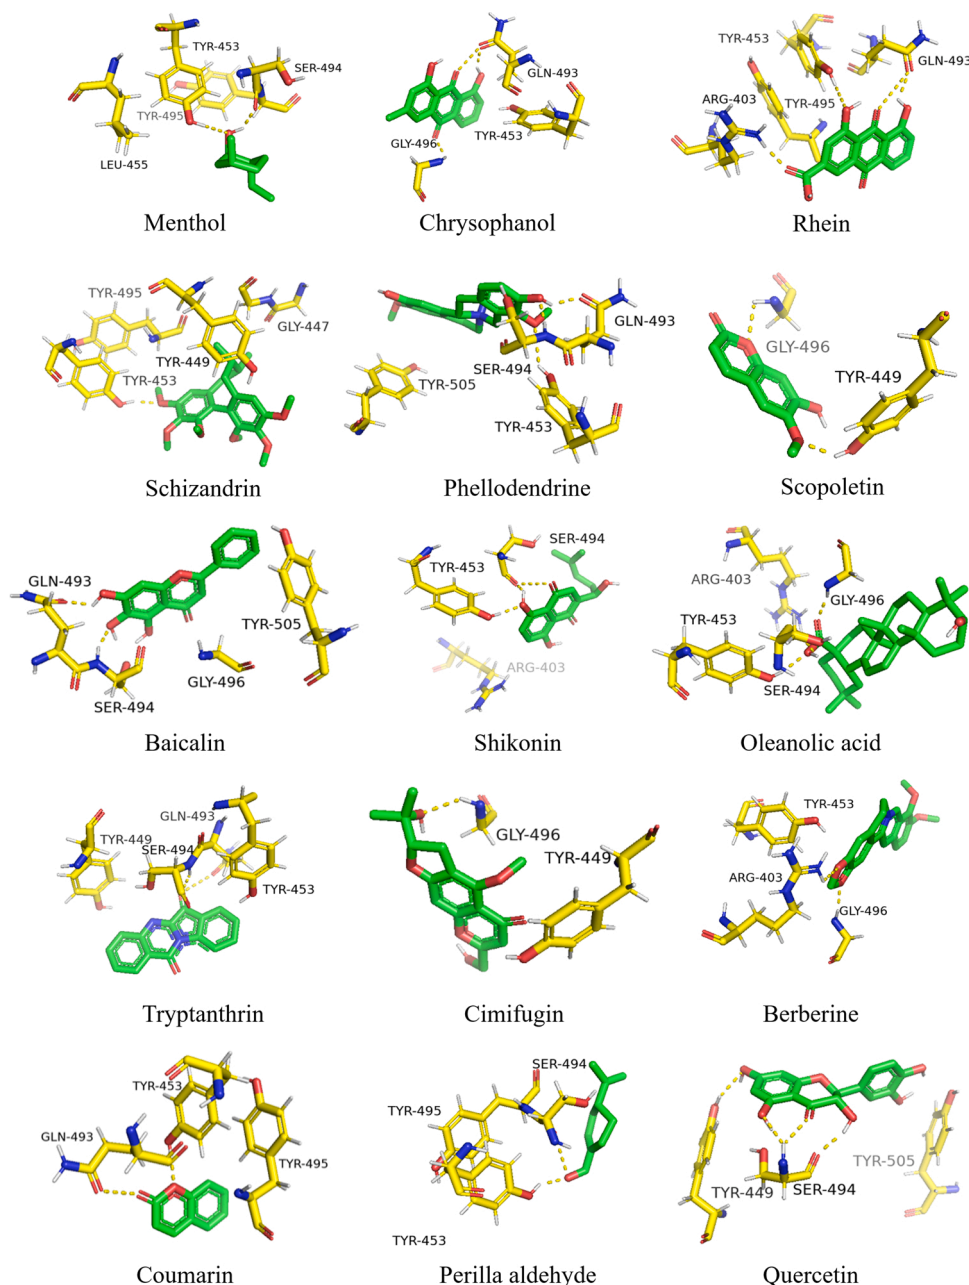 TYR-453
SER-494
TYR-495
LEU-455
Menthol
GLN-493
GLY-496
TYR-453
Chrysophanol
TYR-453
GLN-493
ARG-403
TYR-495
Rhein
TYR-495
GLY-447
TYR-449
TYR-453
Schizandrin
GLN-493
SER-494
TYR-505
TYR-453
Phellodendrine
GLY-496
TYR-449
Scopoletin
GLN-493
TYR-505
GLY-496
SER-494
Baicalin
SER-494
TYR-453
ARG-403
Shikonin
ARG-403
GLY-496
TYR-453
SER-494
Oleanolic acid
GLN-493
TYR-449
SER-494
TYR-453
Tryptanthrin
GLY-496
TYR-449
Cimifugin
TYR-453
ARG-403
GLY-496
Berberine
TYR-453
GLN-493
TYR-495
Coumarin
SER-494
TYR-495
TYR-453
Perilla aldehyde
TYR-505
TYR-449
SER-494
Quercetin